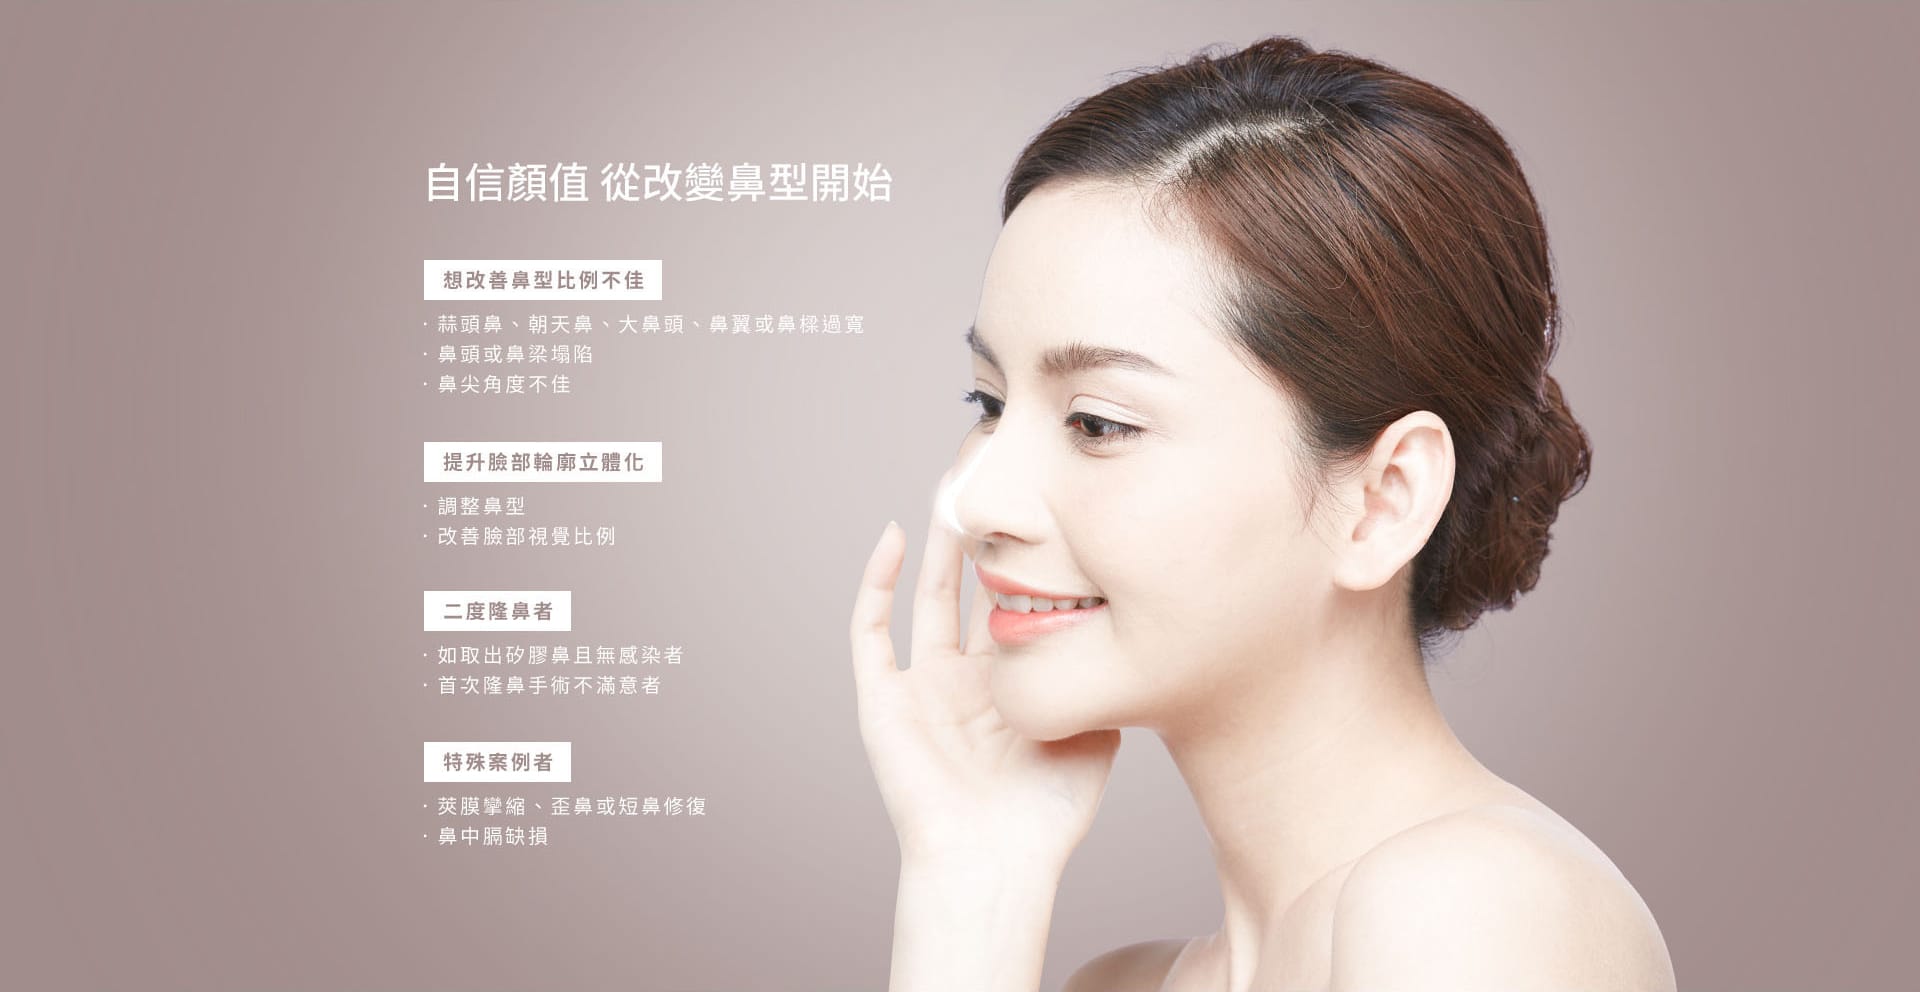 自信顏值 從改變鼻型開始
想改善鼻型比例不佳
· 蒜頭鼻、朝天鼻、大鼻頭、鼻翼或鼻樑過寬
· 鼻頭或鼻梁塌陷
· 鼻尖角度不佳
提升臉部輪廓立體化
· 調整鼻型
· 改善臉部視覺比例
二度隆鼻者
· 如取出矽膠鼻且無感染者
· 首次隆鼻手術不滿意者
特殊案例者
· 莢膜攣縮、歪鼻或短鼻修復
· 鼻中膈缺損